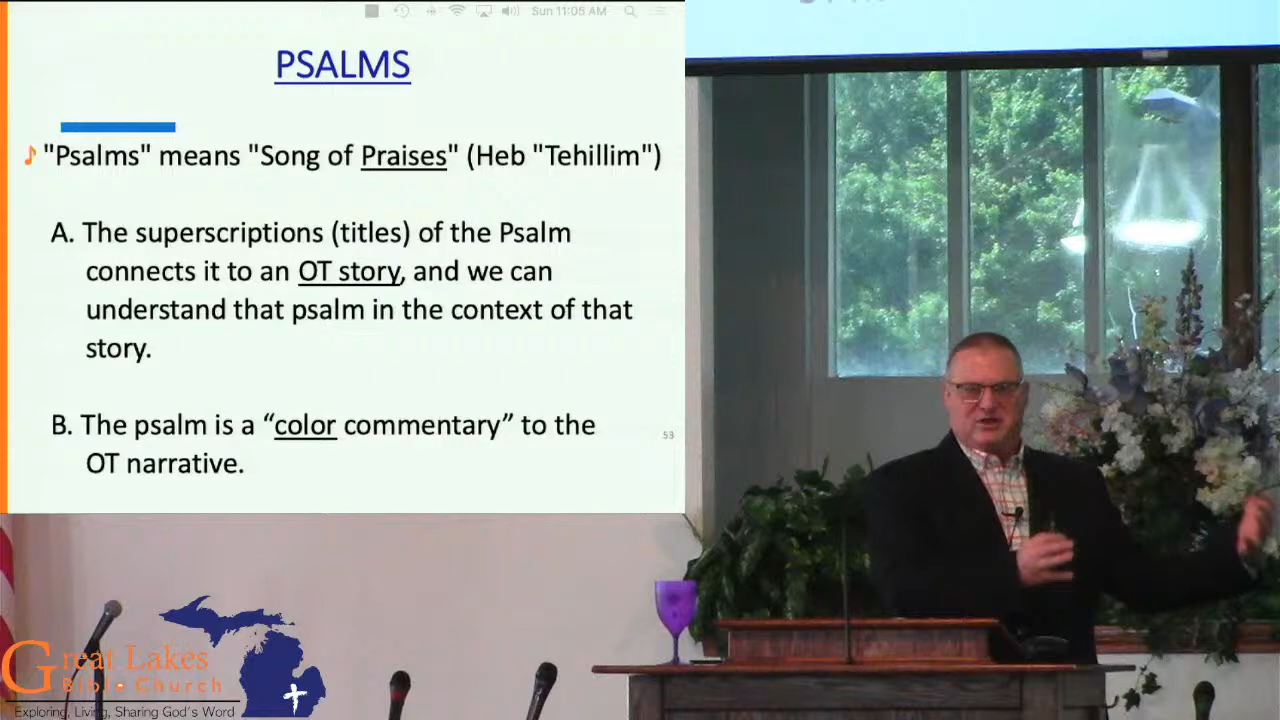 Sun 11:05 AM
PSALMS
"Psalms" means "Song of Praises" (Heb "Tehillim")
A. The superscriptions (titles) of the Psalm
connects it to an OT story, and we can
understand that psalm in the context of that
story.
B. The psalm is a “color commentary” to the
OT narrative.
53
Great Lakes
Bible Church
Exploring, Living, Sharing God's Word